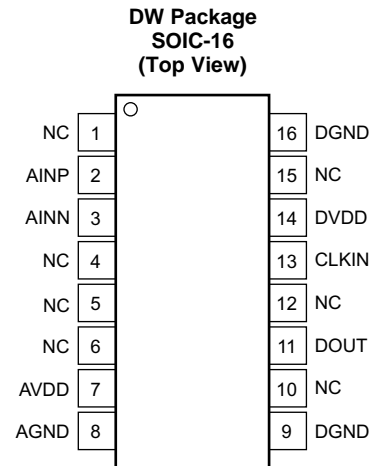 DW Package
SOIC-16
(Top View)
NC 1 16 DGND
AINP 2 15 NC
AINN 3 14 DVDD
NC 4 13 CLKIN
NC 5 12 NC
NC 6 11 DOUT
AVDD 7 10 NC
AGND 8 9 DGND